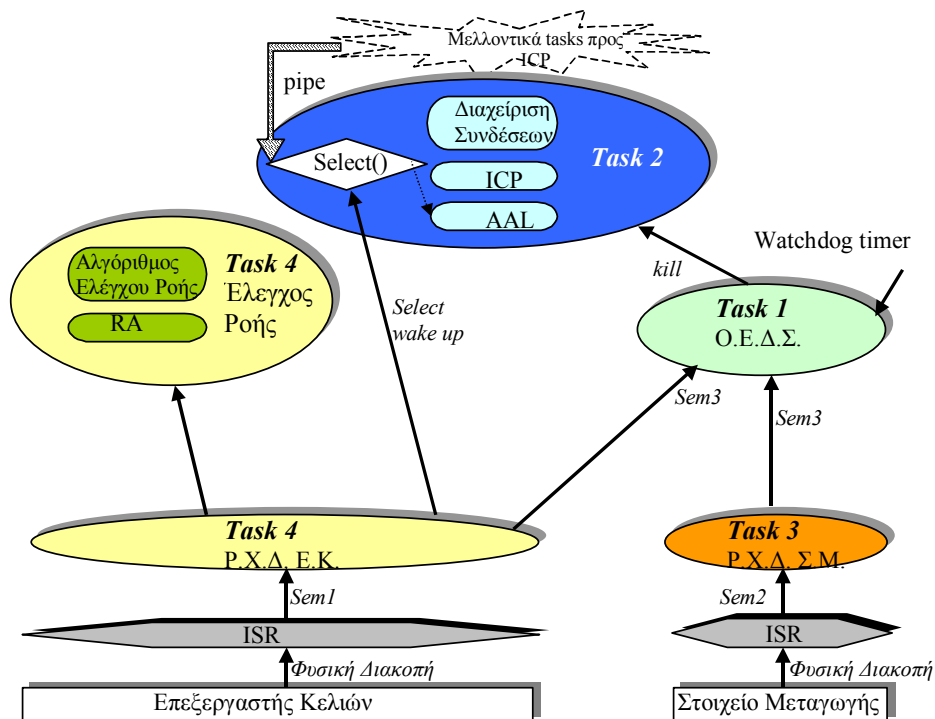 Μελλοντικά tasks προς
ICP
pipe
Διαχείριση
Συνδέσεων
Task 2
Select()
ICP
AAL
Watchdog timer
kill
Αλγόριθμος
Ελέγχου Ροής
RA
Task 4
Έλεγχος
Ροής
Select
wake up
Task 1
Ο.Ε.Δ.Σ.
Sem3
Sem3
Task 4
Ρ.Χ.Δ. Ε.Κ.
Task 3
Ρ.Χ.Δ. Σ.Μ.
Sem1
Sem2
ISR
ISR
Φυσική Διακοπή
Φυσική Διακοπή
Επεξεργαστής Κελιών
Στοιχείο Μεταγωγής